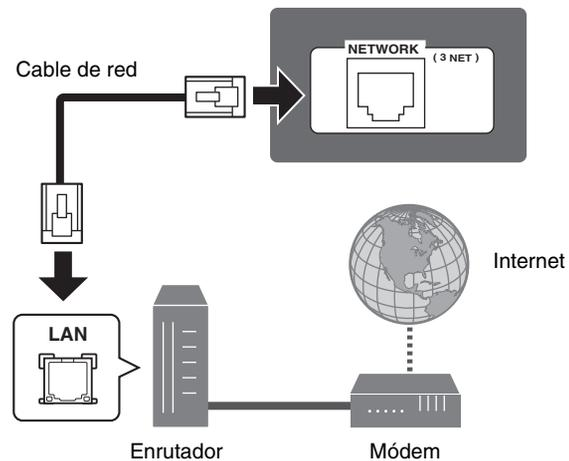 NETWORK
( 3 NET )
Cable de red
Internet
LAN
Enrutador
Módem